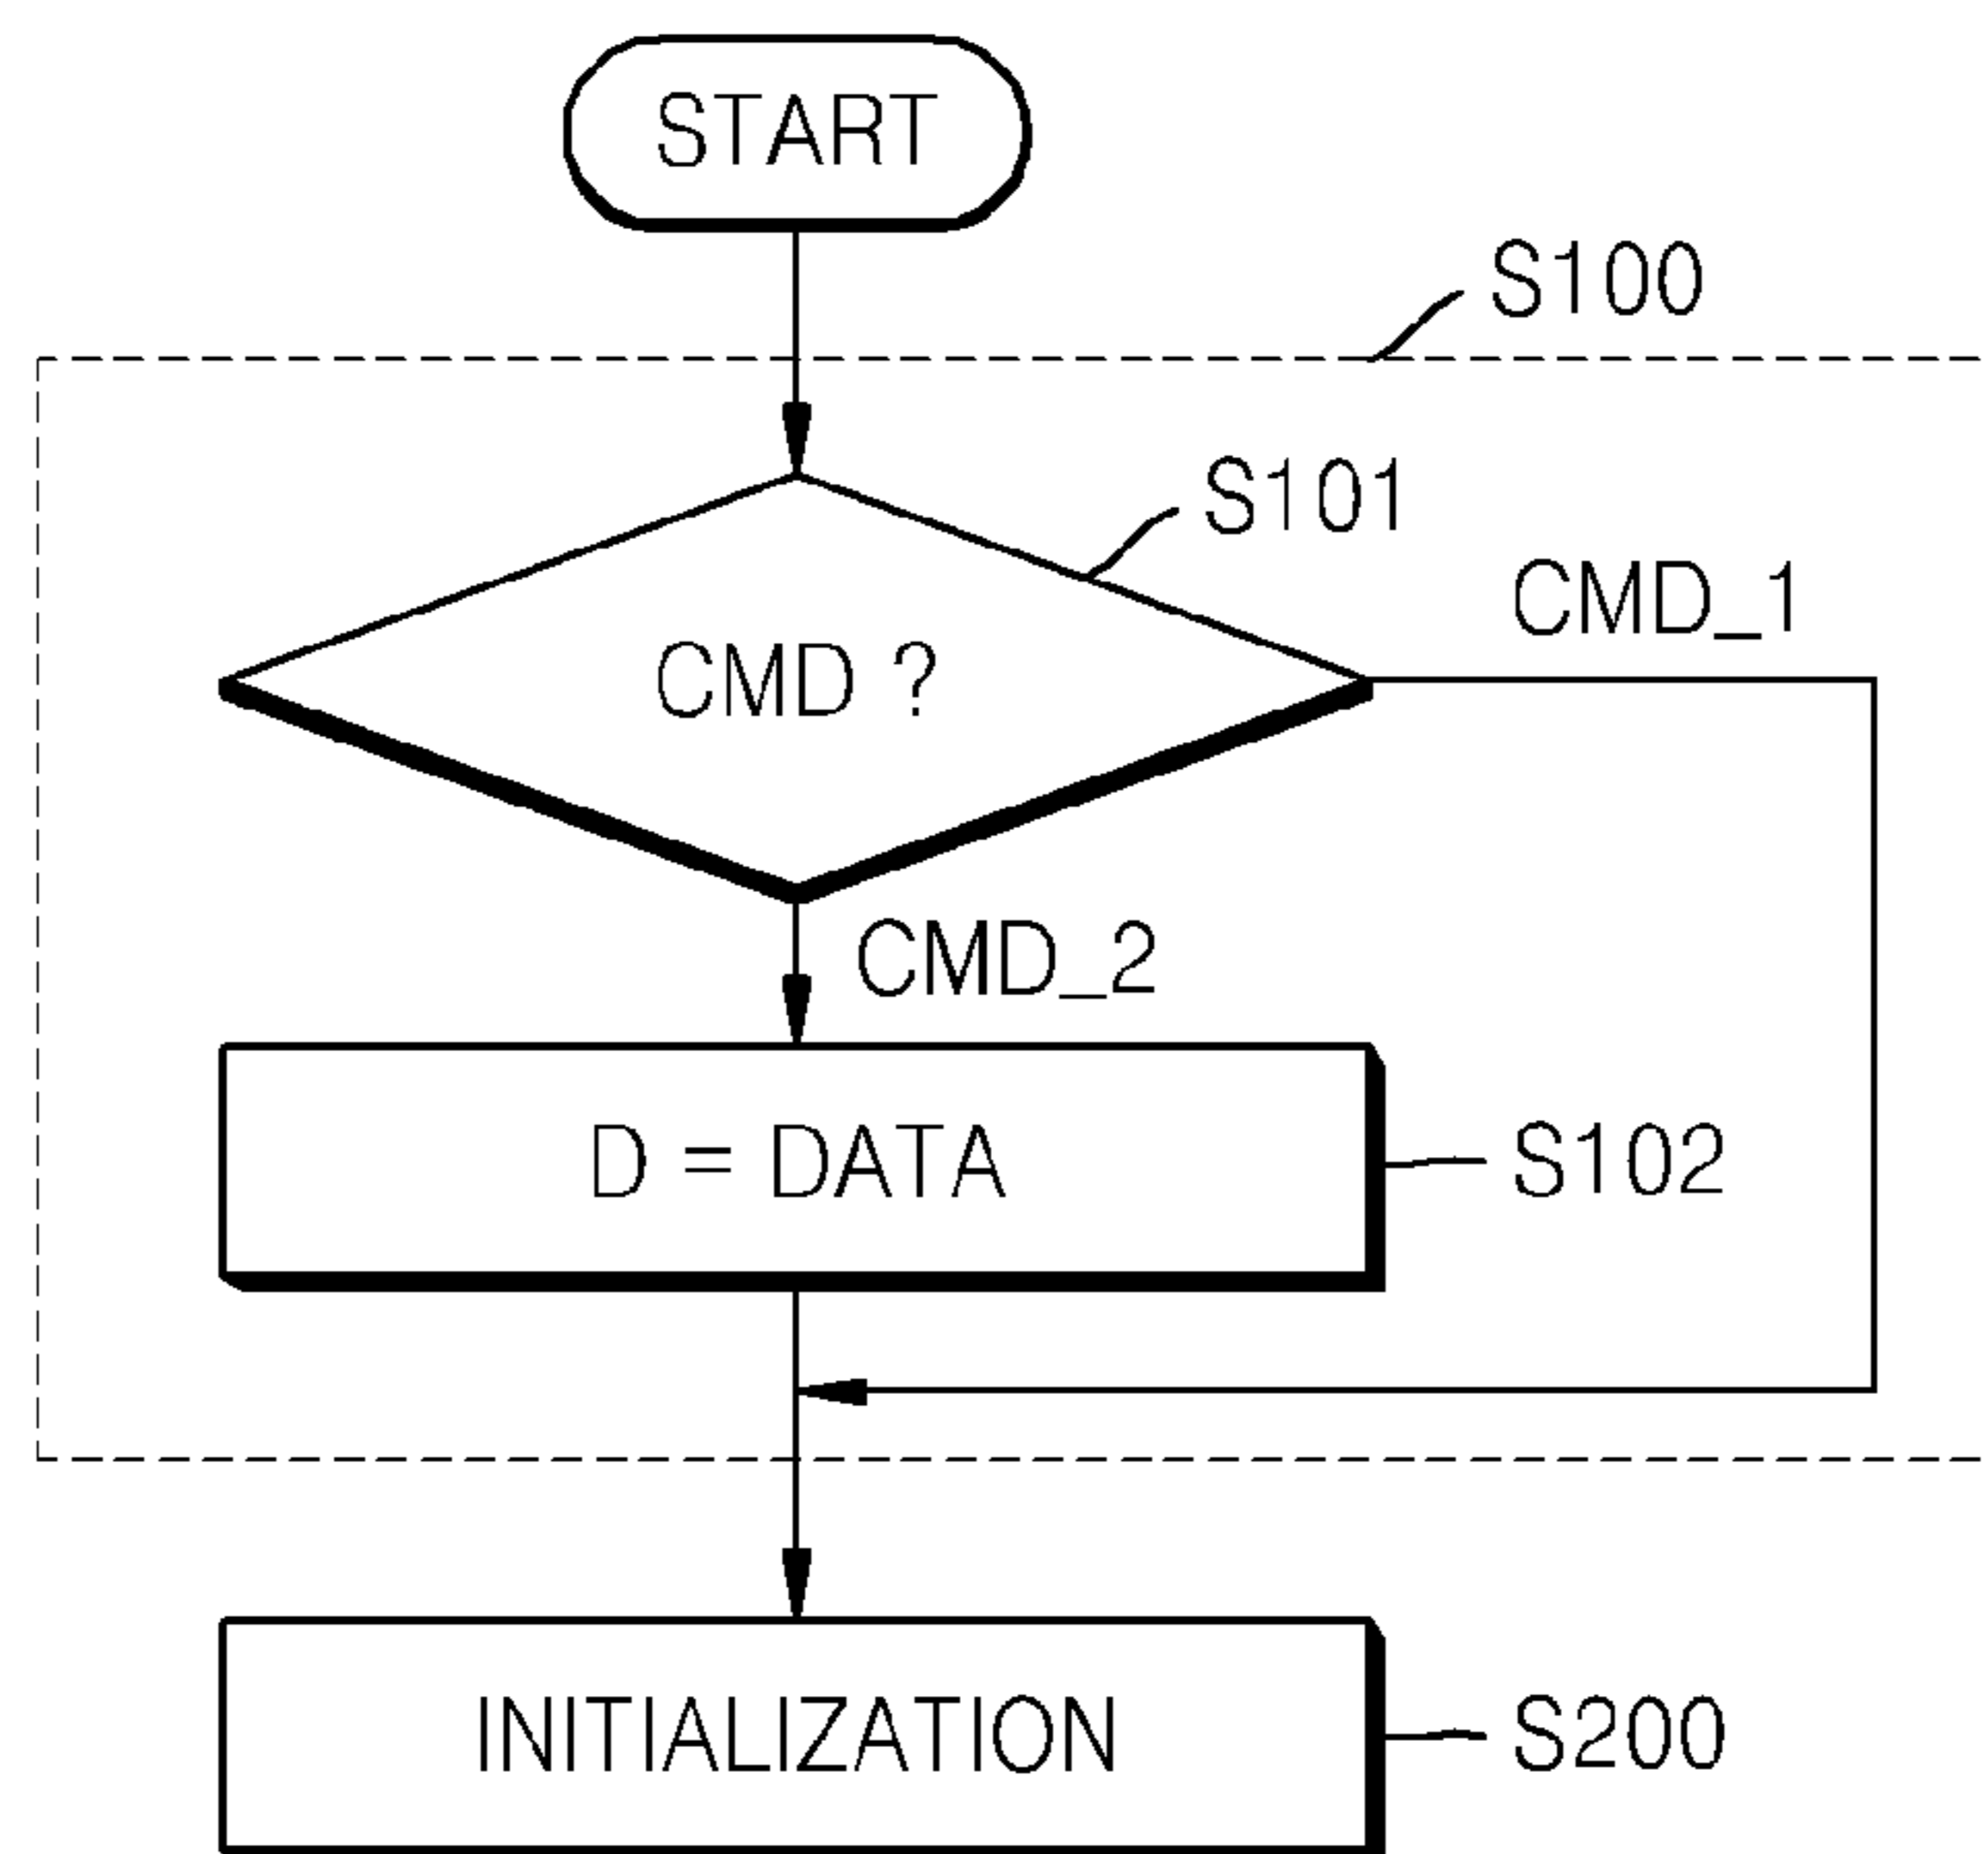 START
S100
S101
CMD_1
CMD ?
CMD_2
D = DATA
S102
INITIALIZATION
S200